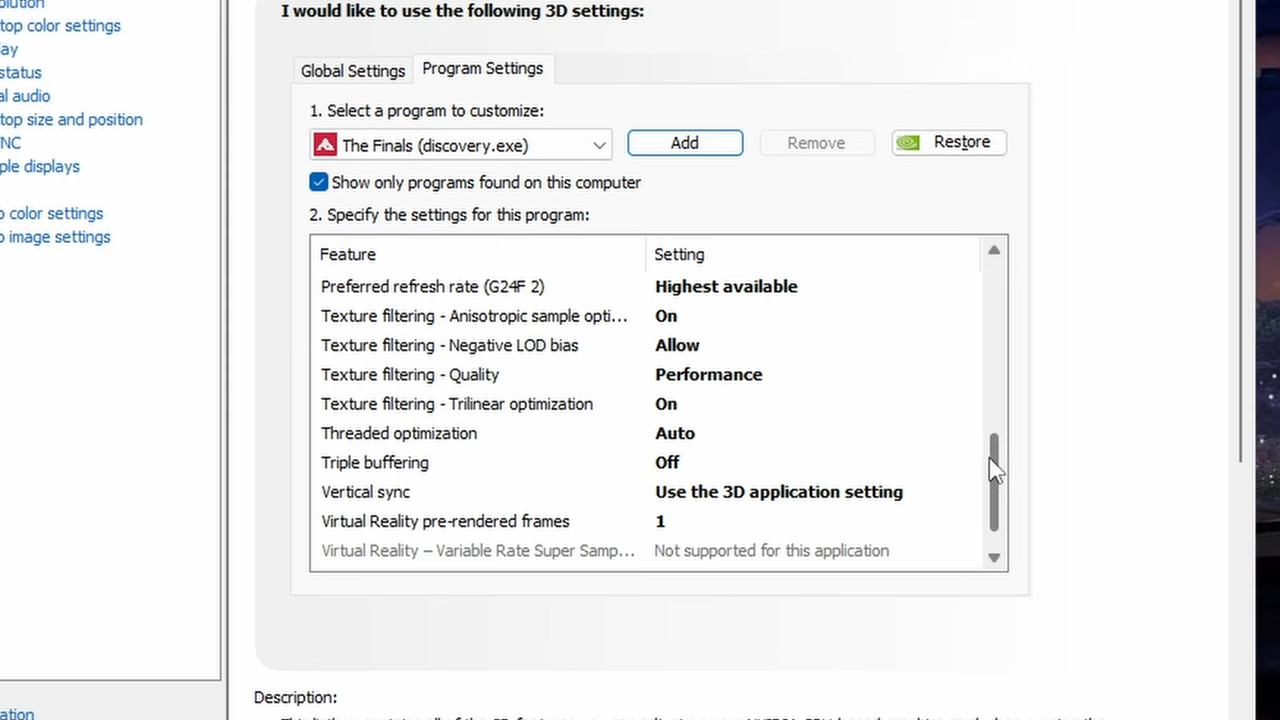 I would like to use the following 3D settings:
olution
top color settings
lay
status
al audio
top size and position
NC
ple displays
o color settings
o image settings
Global Settings
Program Settings
1. Select a program to customize:
The Finals (discovery.exe)
Add
Remove
Restore
Show only programs found on this computer
2. Specify the settings for this program:
Feature Setting
Preferred refresh rate (G24F 2) Highest available
Texture filtering - Anisotropic sample opti... On
Texture filtering - Negative LOD bias Allow
Texture filtering - Quality Performance
Texture filtering - Trilinear optimization On
Threaded optimization Auto
Triple buffering Off
Vertical sync Use the 3D application setting
Virtual Reality pre-rendered frames 1
Virtual Reality – Variable Rate Super Samp... Not supported for this application
Description:
ation